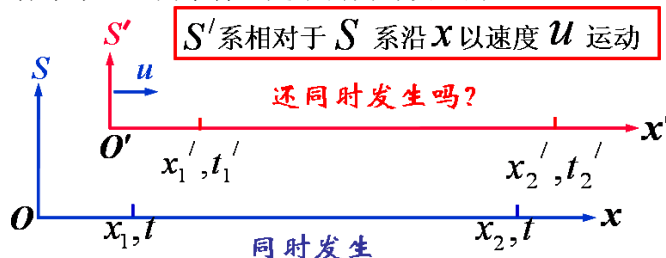 S′系相对于 S 系沿 x 以速度 u 运动
S′
S
u
还同时发生吗?
O′
x′
x₁′,t₁′
x₂′,t₂′
O
x₁,t
x₂,t
x
同时发生